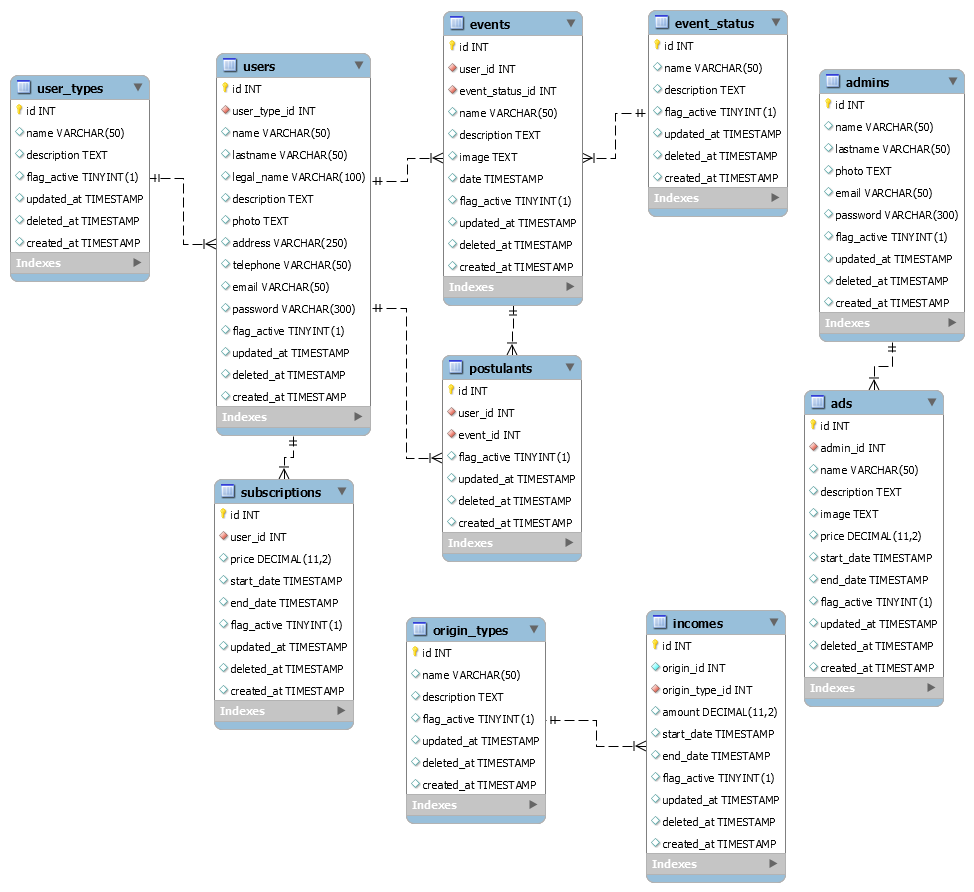 user_types
id INT
name VARCHAR(50)
description TEXT
flag_active TINYINT(1)
updated_at TIMESTAMP
deleted_at TIMESTAMP
created_at TIMESTAMP
Indexes
users
id INT
user_type_id INT
name VARCHAR(50)
lastname VARCHAR(50)
legal_name VARCHAR(100)
description TEXT
photo TEXT
address VARCHAR(250)
telephone VARCHAR(50)
email VARCHAR(50)
password VARCHAR(300)
flag_active TINYINT(1)
updated_at TIMESTAMP
deleted_at TIMESTAMP
created_at TIMESTAMP
Indexes
events
id INT
user_id INT
event_status_id INT
name VARCHAR(50)
description TEXT
image TEXT
date TIMESTAMP
flag_active TINYINT(1)
updated_at TIMESTAMP
deleted_at TIMESTAMP
created_at TIMESTAMP
Indexes
event_status
id INT
name VARCHAR(50)
description TEXT
flag_active TINYINT(1)
updated_at TIMESTAMP
deleted_at TIMESTAMP
created_at TIMESTAMP
Indexes
admins
id INT
name VARCHAR(50)
lastname VARCHAR(50)
photo TEXT
email VARCHAR(50)
password VARCHAR(300)
flag_active TINYINT(1)
updated_at TIMESTAMP
deleted_at TIMESTAMP
created_at TIMESTAMP
Indexes
subscriptions
id INT
user_id INT
price DECIMAL(11,2)
start_date TIMESTAMP
end_date TIMESTAMP
flag_active TINYINT(1)
updated_at TIMESTAMP
deleted_at TIMESTAMP
created_at TIMESTAMP
Indexes
postulants
id INT
user_id INT
event_id INT
flag_active TINYINT(1)
updated_at TIMESTAMP
deleted_at TIMESTAMP
created_at TIMESTAMP
Indexes
ads
id INT
admin_id INT
name VARCHAR(50)
description TEXT
image TEXT
price DECIMAL(11,2)
start_date TIMESTAMP
end_date TIMESTAMP
flag_active TINYINT(1)
updated_at TIMESTAMP
deleted_at TIMESTAMP
created_at TIMESTAMP
Indexes
origin_types
id INT
name VARCHAR(50)
description TEXT
flag_active TINYINT(1)
updated_at TIMESTAMP
deleted_at TIMESTAMP
created_at TIMESTAMP
Indexes
incomes
id INT
origin_id INT
origin_type_id INT
amount DECIMAL(11,2)
start_date TIMESTAMP
end_date TIMESTAMP
flag_active TINYINT(1)
updated_at TIMESTAMP
deleted_at TIMESTAMP
created_at TIMESTAMP
Indexes